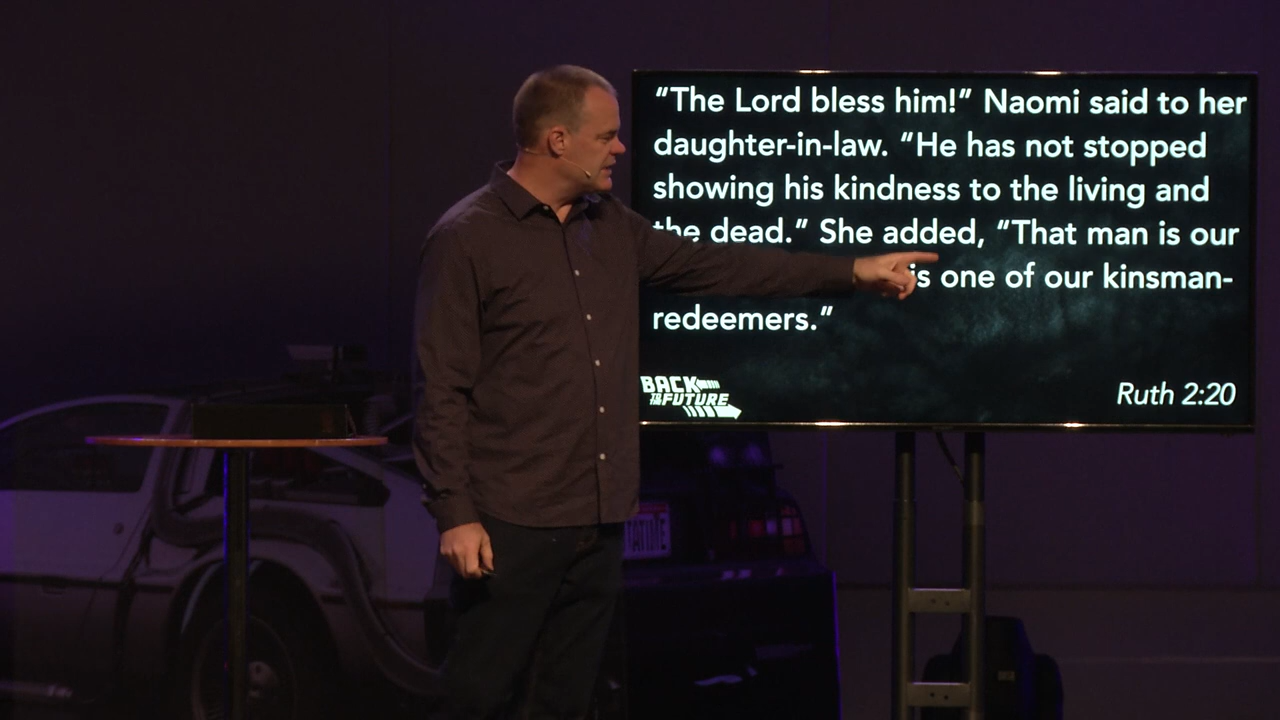 “The Lord bless him!” Naomi said to her
daughter-in-law. “He has not stopped
showing his kindness to the living and
the dead.” She added, “That man is our
is one of our kinsman-
redeemers.”
BACK
TO THE
FUTURE
Ruth 2:20